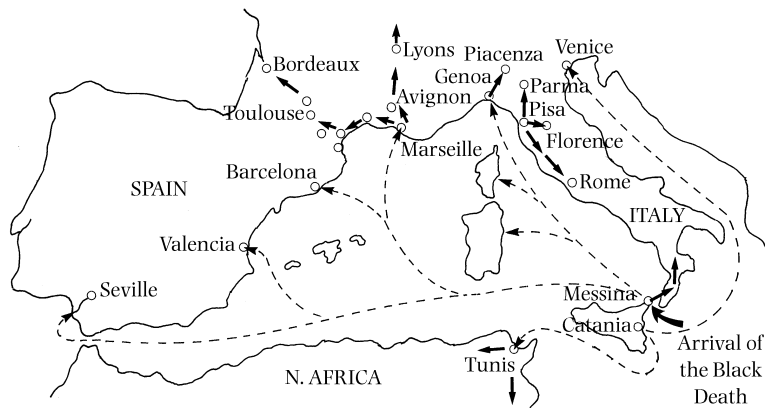 Lyons
Piacenza
Venice
Bordeaux
Genoa
Parma
Avignon
Toulouse
Pisa
Florence
Marseille
Barcelona
Rome
SPAIN
ITALY
Valencia
Seville
Messina
Catania
Arrival of
the Black
Death
Tunis
N. AFRICA